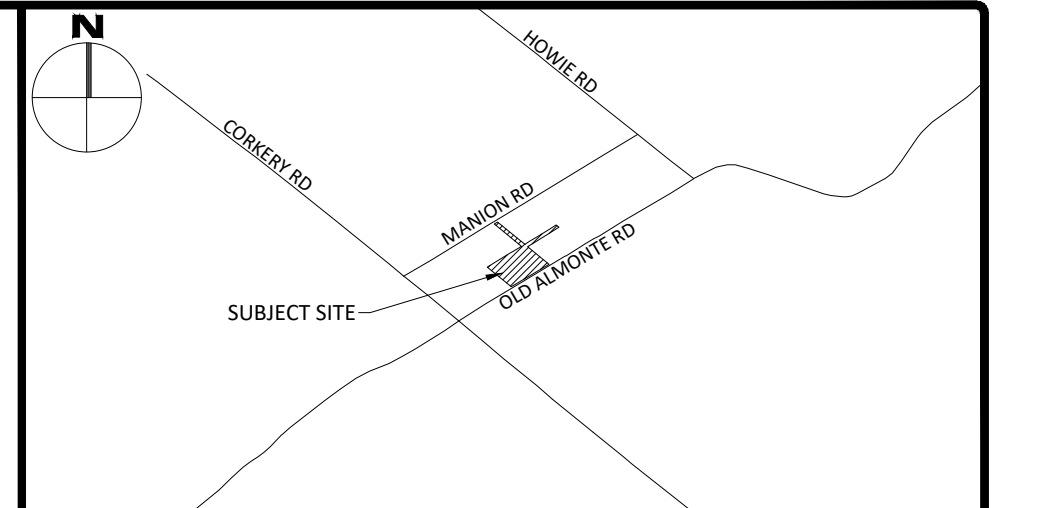 N
HOWIE RD
CORKERY RD
MANION RD
OLD ALMONTE RD
SUBJECT SITE